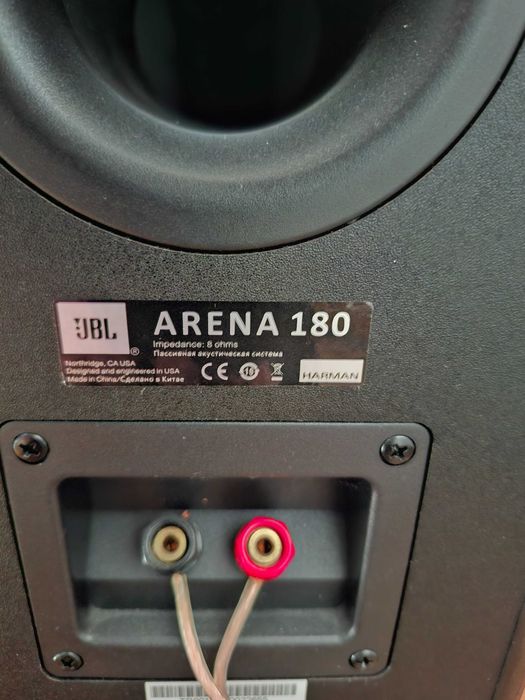 JBL
®
ARENA 180
Impedance: 8 ohms
Пассивная акустическая система
Northridge, CA USA
Designed and engineered in USA
Made in China/Сделано в Китае
CE
HARMAN